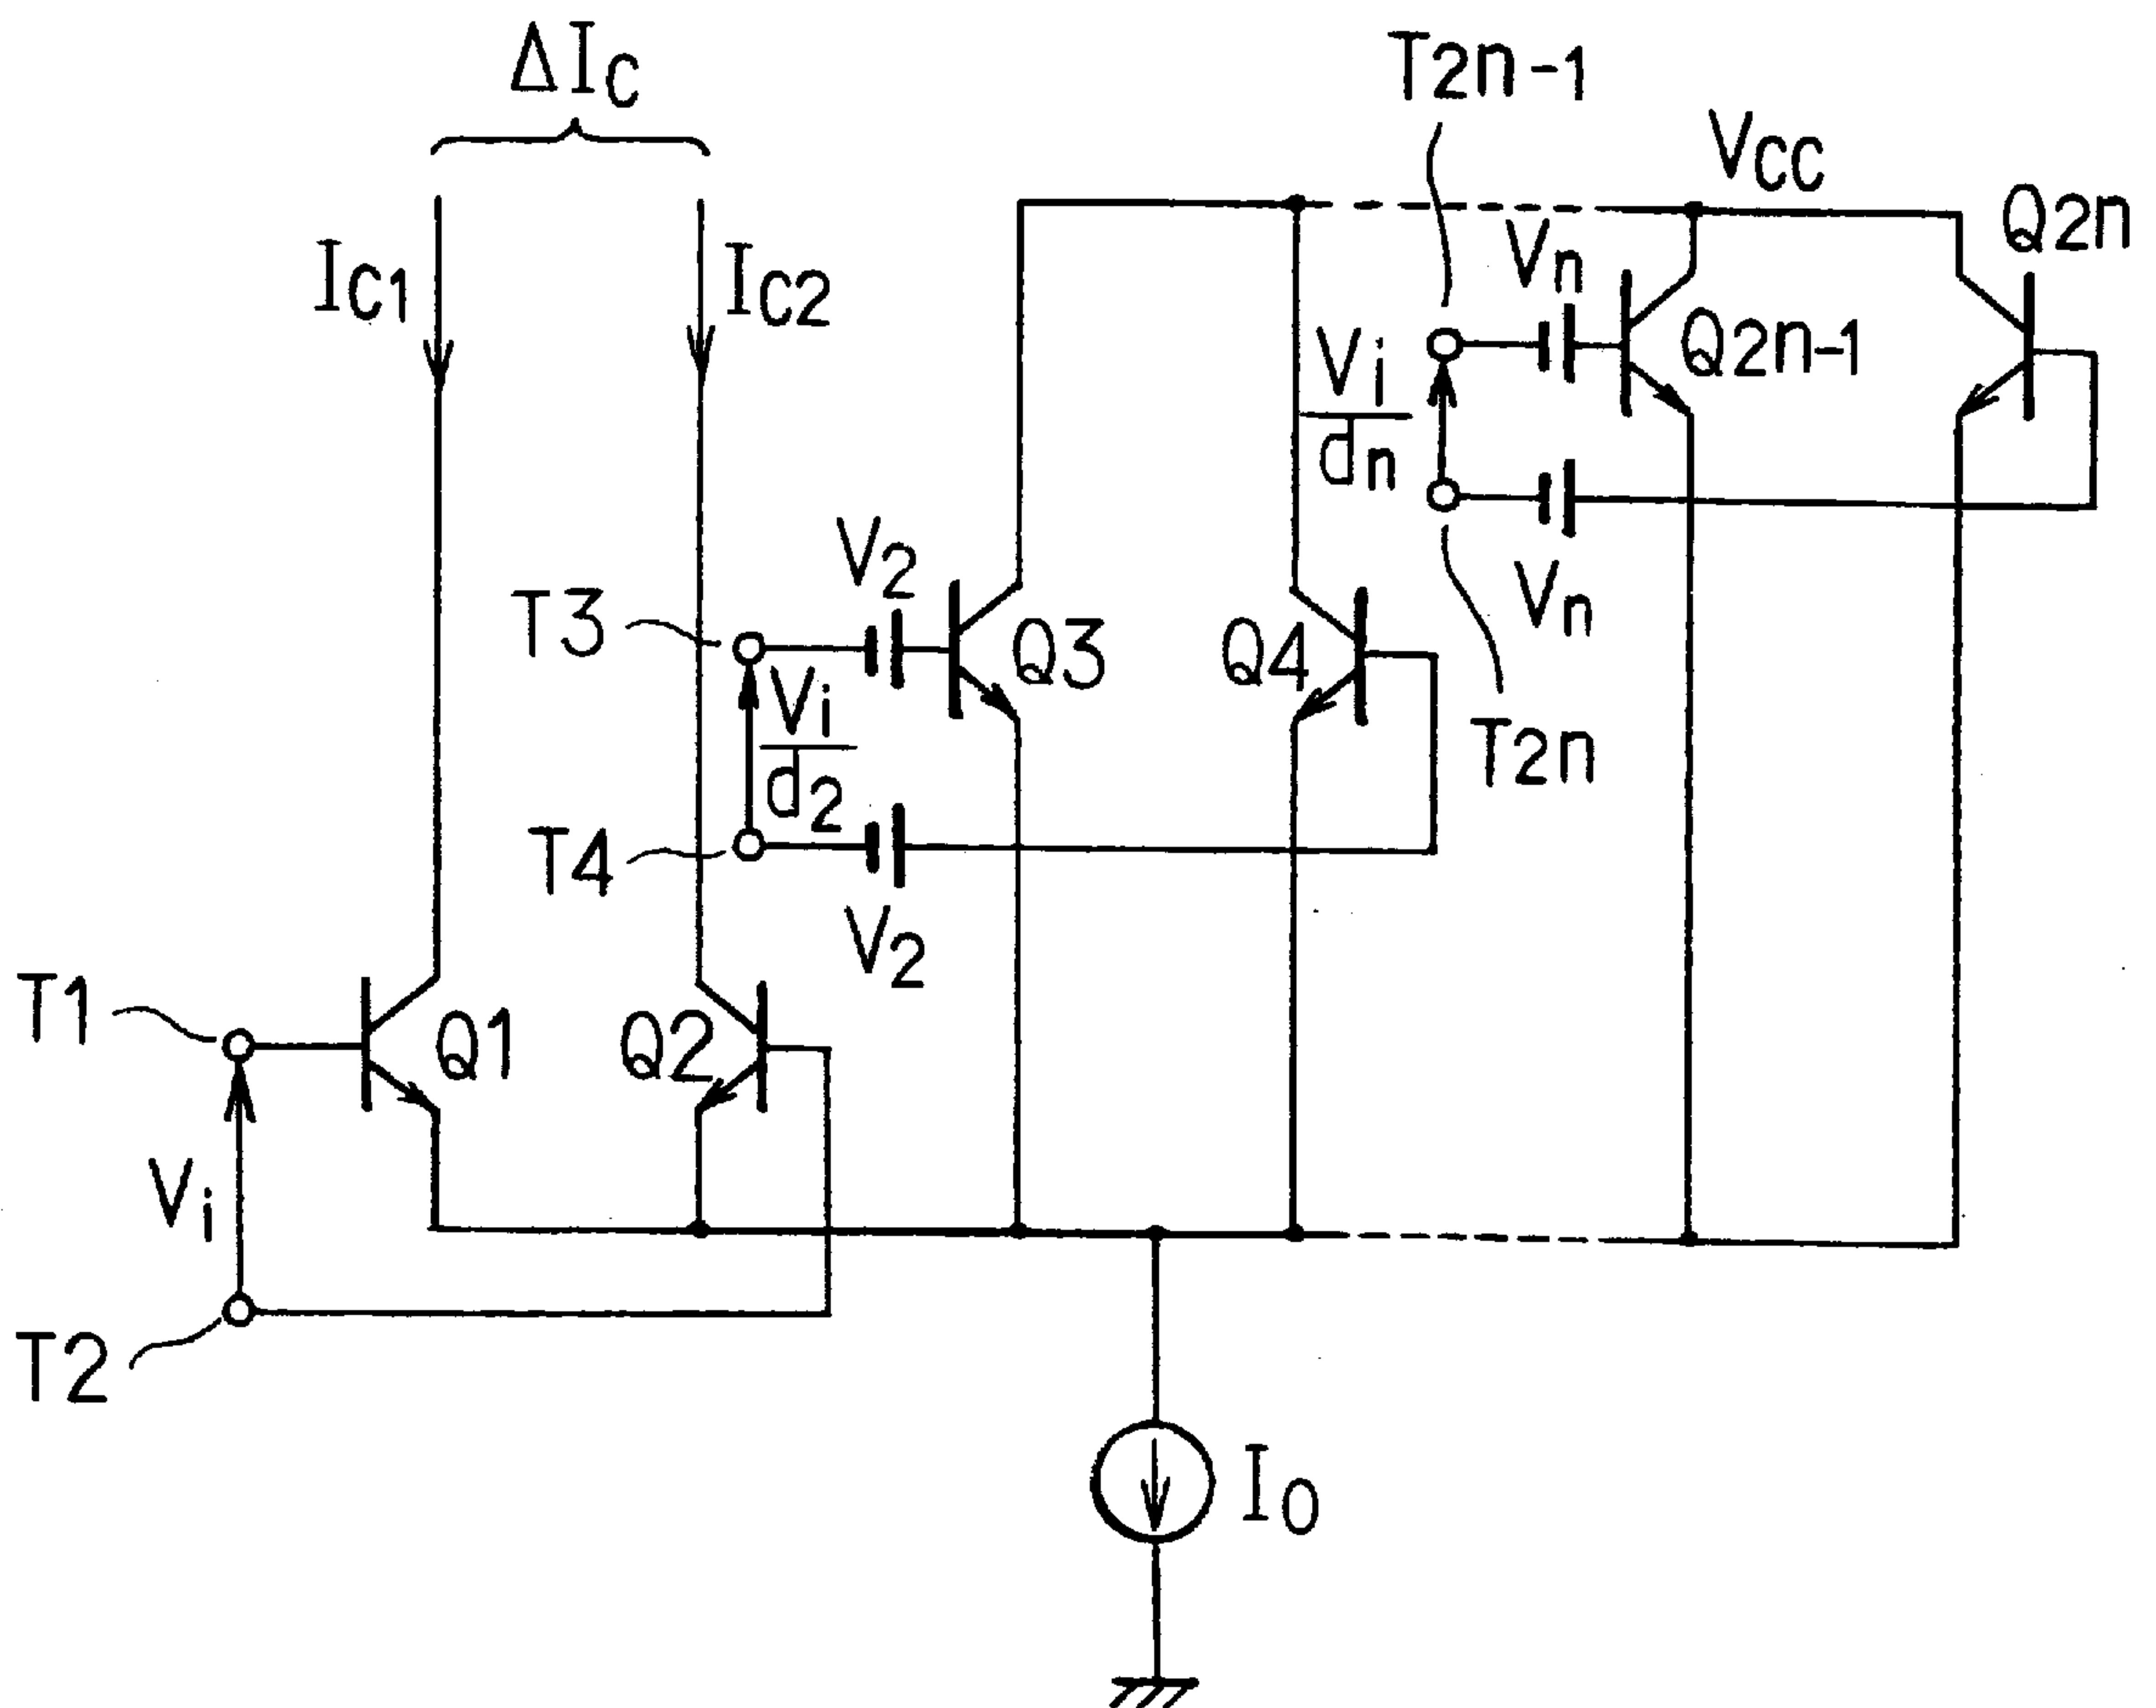 ΔIC
T2n-1
VCC
Q2n
IC1
IC2
Vn
Q2n-1
Vi
dn
V2
Vn
T3
Q3
Q4
Vi
d2
T2n
T4
V2
T1
Q1
Q2
Vi
T2
IO